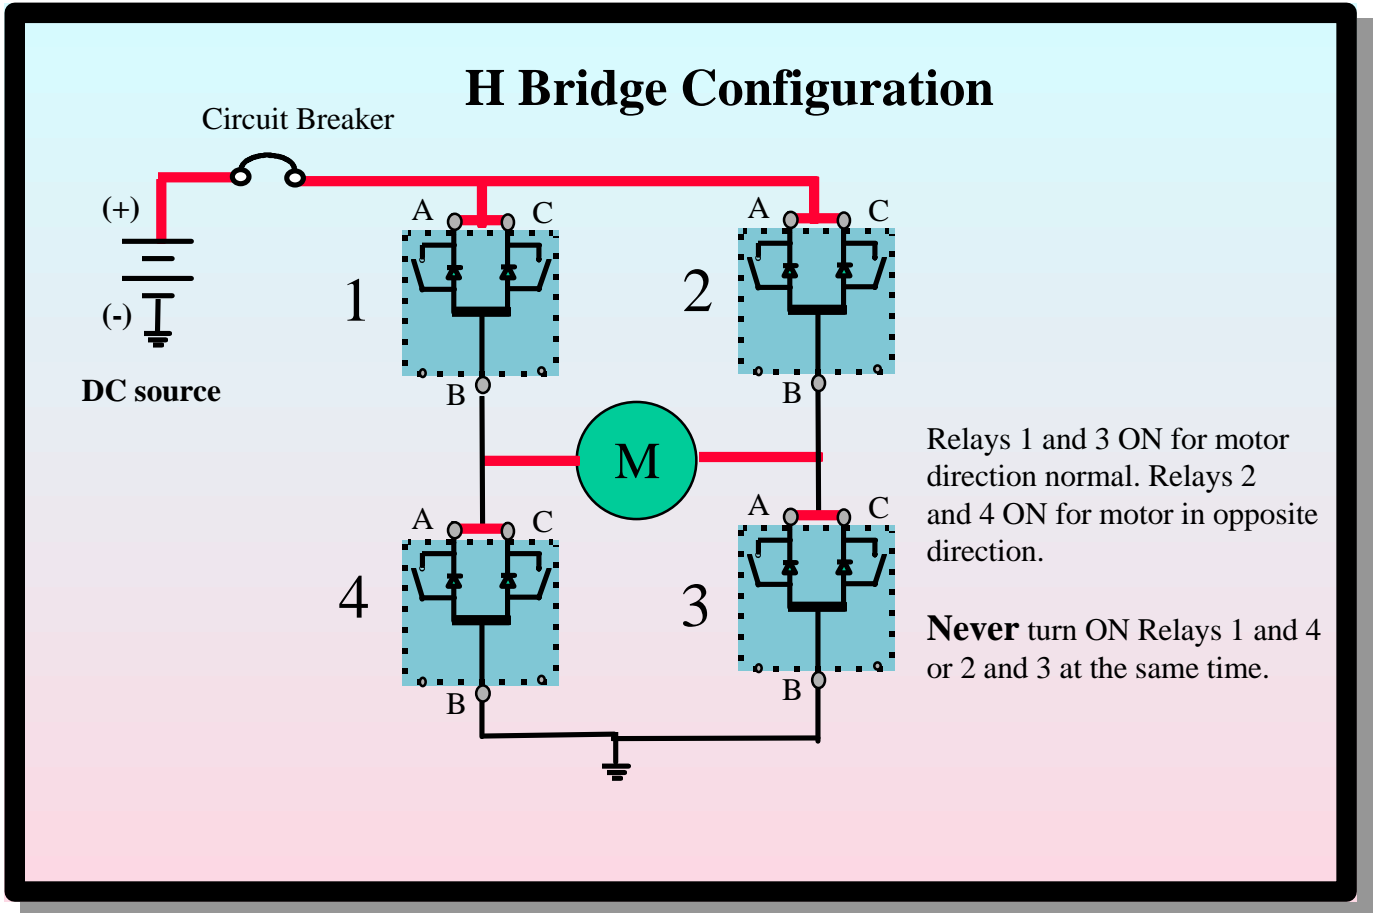 H Bridge Configuration
Circuit Breaker
(+)
(-)
DC source
A
C
1
B
A
C
2
B
M
A
C
4
B
A
C
3
B
Relays 1 and 3 ON for motor
direction normal. Relays 2
and 4 ON for motor in opposite
direction.
Never turn ON Relays 1 and 4
or 2 and 3 at the same time.